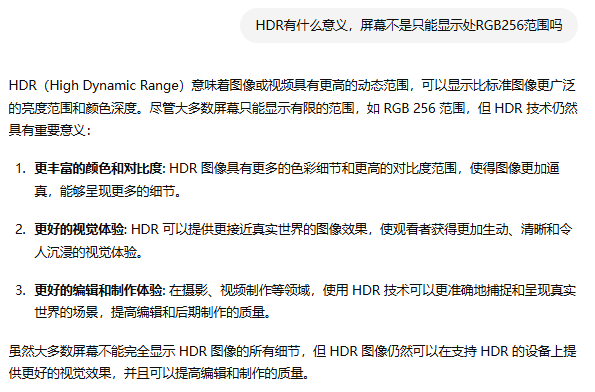 HDR有什么意义，屏幕不是只能显示处RGB256范围吗
HDR（High Dynamic Range）意味着图像或视频具有更高的动态范围，可以显示比标准图像更广泛
的亮度范围和颜色深度。尽管大多数屏幕只能显示有限的范围，如 RGB 256 范围，但 HDR 技术仍然
具有重要意义：
1. 更丰富的颜色和对比度: HDR 图像具有更多的色彩细节和更高的对比度范围，使得图像更加逼
真，能够呈现更多的细节。
2. 更好的视觉体验: HDR 可以提供更接近真实世界的图像效果，使观看者获得更加生动、清晰和令
人沉浸的视觉体验。
3. 更好的编辑和制作体验: 在摄影、视频制作等领域，使用 HDR 技术可以更准确地捕捉和呈现真实
世界的场景，提高编辑和后期制作的质量。
虽然大多数屏幕不能完全显示 HDR 图像的所有细节，但 HDR 图像仍然可以在支持 HDR 的设备上提
供更好的视觉效果，并且可以提高编辑和制作的质量。